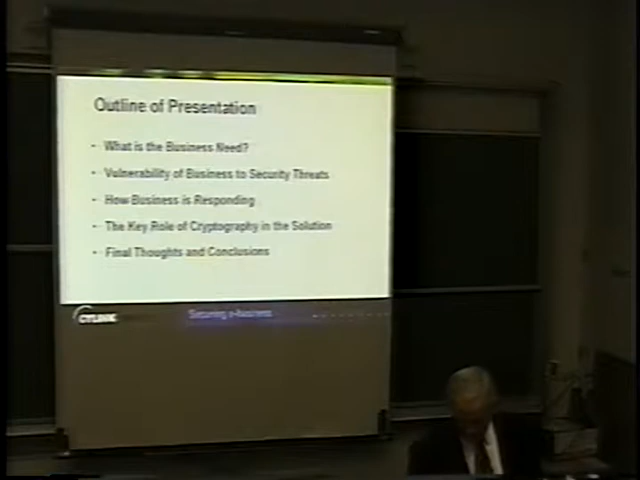 Outline of Presentation
• What is the Business Need?
• Vulnerability of Business to Security Threats
• How Business is Responding
• The Key Role of Cryptography in the Solution
• Final Thoughts and Conclusions
CYLINK
Securing e-Business